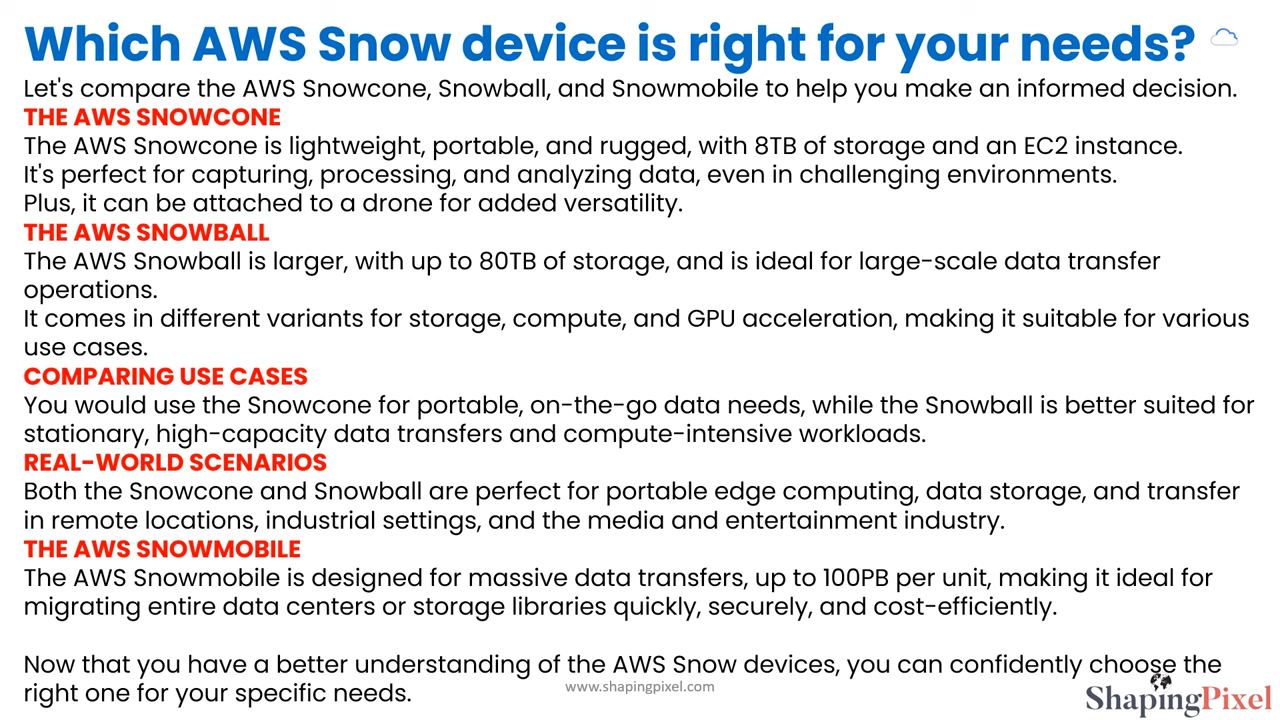 Which AWS Snow device is right for your needs?
Let's compare the AWS Snowcone, Snowball, and Snowmobile to help you make an informed decision.
THE AWS SNOWCONE
The AWS Snowcone is lightweight, portable, and rugged, with 8TB of storage and an EC2 instance.
It's perfect for capturing, processing, and analyzing data, even in challenging environments.
Plus, it can be attached to a drone for added versatility.
THE AWS SNOWBALL
The AWS Snowball is larger, with up to 80TB of storage, and is ideal for large-scale data transfer
operations.
It comes in different variants for storage, compute, and GPU acceleration, making it suitable for various
use cases.
COMPARING USE CASES
You would use the Snowcone for portable, on-the-go data needs, while the Snowball is better suited for
stationary, high-capacity data transfers and compute-intensive workloads.
REAL-WORLD SCENARIOS
Both the Snowcone and Snowball are perfect for portable edge computing, data storage, and transfer
in remote locations, industrial settings, and the media and entertainment industry.
THE AWS SNOWMOBILE
The AWS Snowmobile is designed for massive data transfers, up to 100PB per unit, making it ideal for
migrating entire data centers or storage libraries quickly, securely, and cost-efficiently.
Now that you have a better understanding of the AWS Snow devices, you can confidently choose the
right one for your specific needs.
www.shapingpixel.com
ShapingPixel